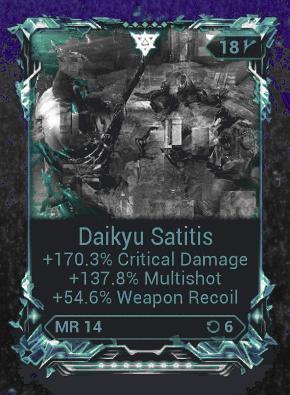 18
Daikyu Satitis
+170.3% Critical Damage
+137.8% Multishot
+54.6% Weapon Recoil
MR 14
6